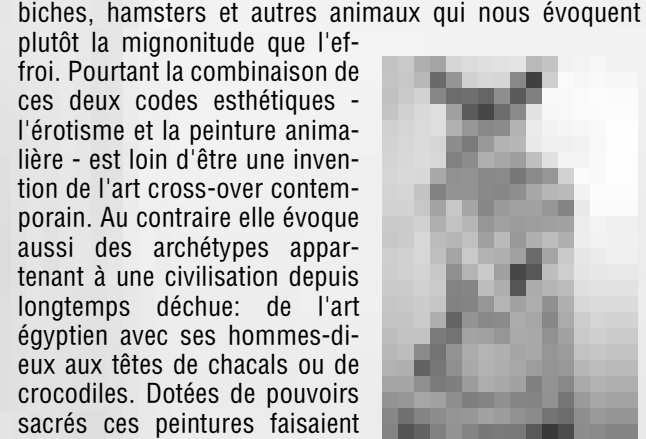 biches, hamsters et autres animaux qui nous évoquent
plutôt la mignonitude que l'ef-
froi. Pourtant la combinaison de
ces deux codes esthétiques -
l'érotisme et la peinture anima-
lière - est loin d'être une inven-
tion de l'art cross-over contem-
porain. Au contraire elle évoque
aussi des archétypes appar-
tenant à une civilisation depuis
longtemps déchue: de l'art
égyptien avec ses hommes-di-
eux aux têtes de chacals ou de
crocodiles. Dotées de pouvoirs
sacrés ces peintures faisaient